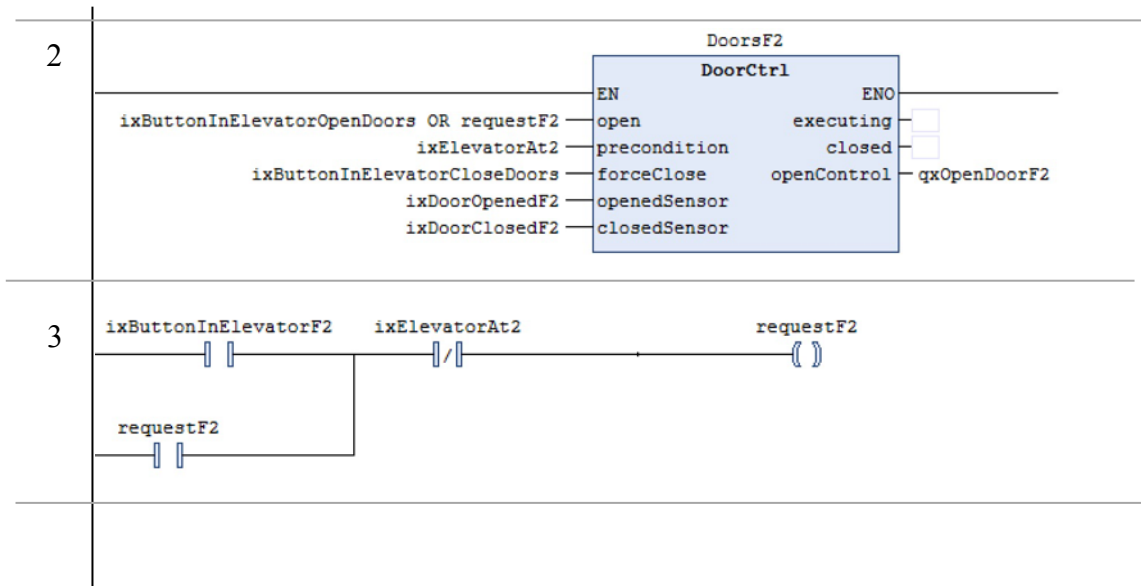 2
DoorsF2
DoorCtrl
EN ENO
ixButtonInElevatorOpenDoors OR requestF2 open executing
ixElevatorAt2 precondition closed
ixButtonInElevatorCloseDoors forceClose openControl qxOpenDoorF2
ixDoorOpenedF2 openedSensor
ixDoorClosedF2 closedSensor
3
ixButtonInElevatorF2 ixElevatorAt2 requestF2
/
requestF2